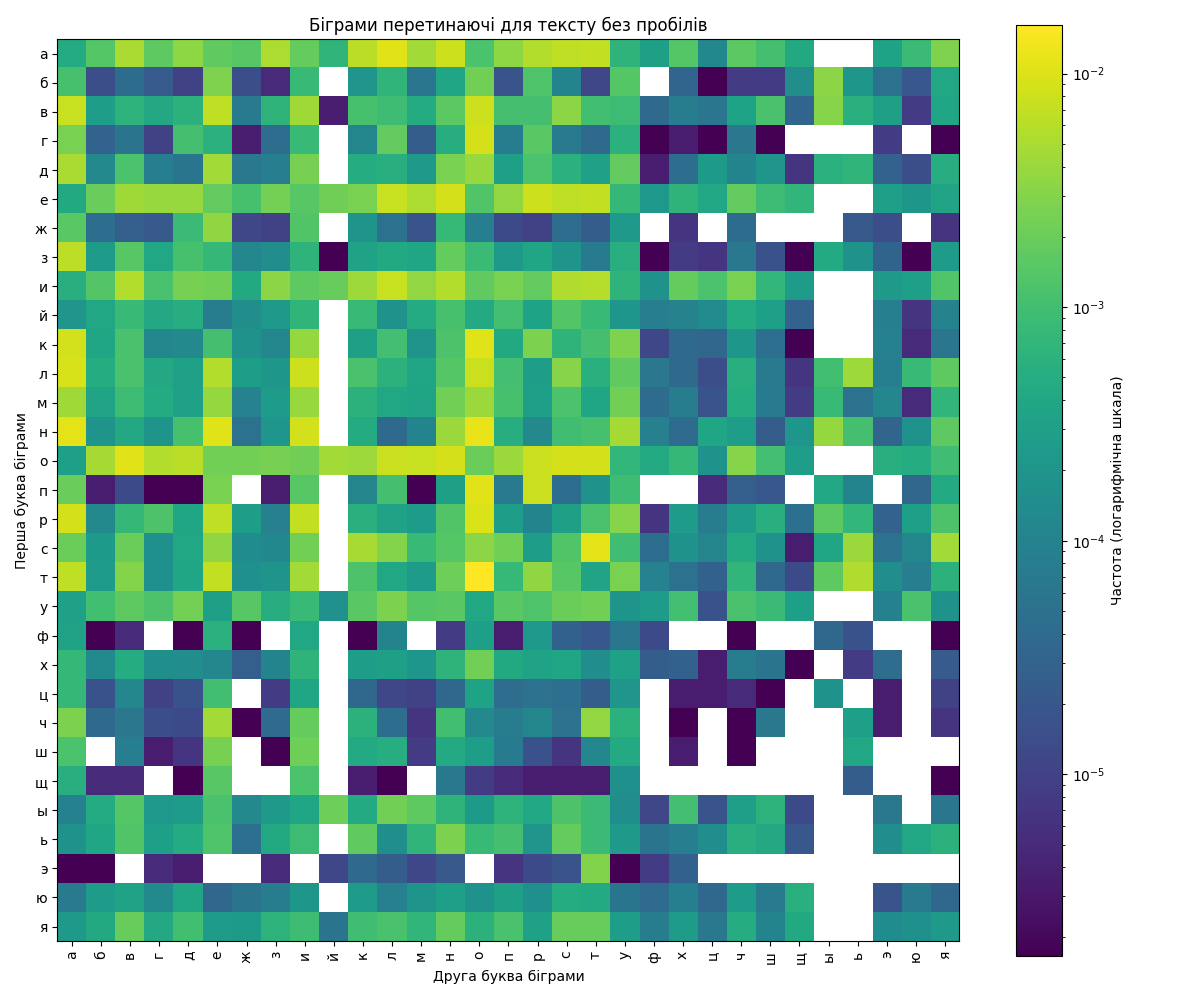 Біграми перетинаючі для тексту без пробілів
Перша буква біграми
а
б
в
г
д
е
ж
з
и
й
к
л
м
н
о
п
р
с
т
у
ф
х
ц
ч
ш
щ
ы
ь
э
ю
я
а б в г д е ж з и й к л м н о п р с т у ф х ц ч ш щ ы ь э ю я
Друга буква біграми
10⁻²
10⁻³
10⁻⁴
10⁻⁵
Частота (логарифмічна шкала)